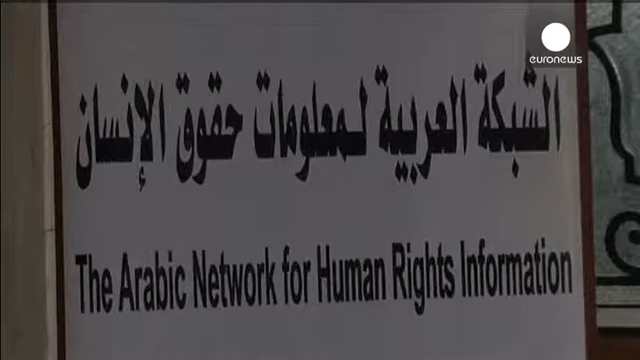 euronews
الشبكة العربية لمعلومات حقوق الإنسان
The Arabic Network for Human Rights Information